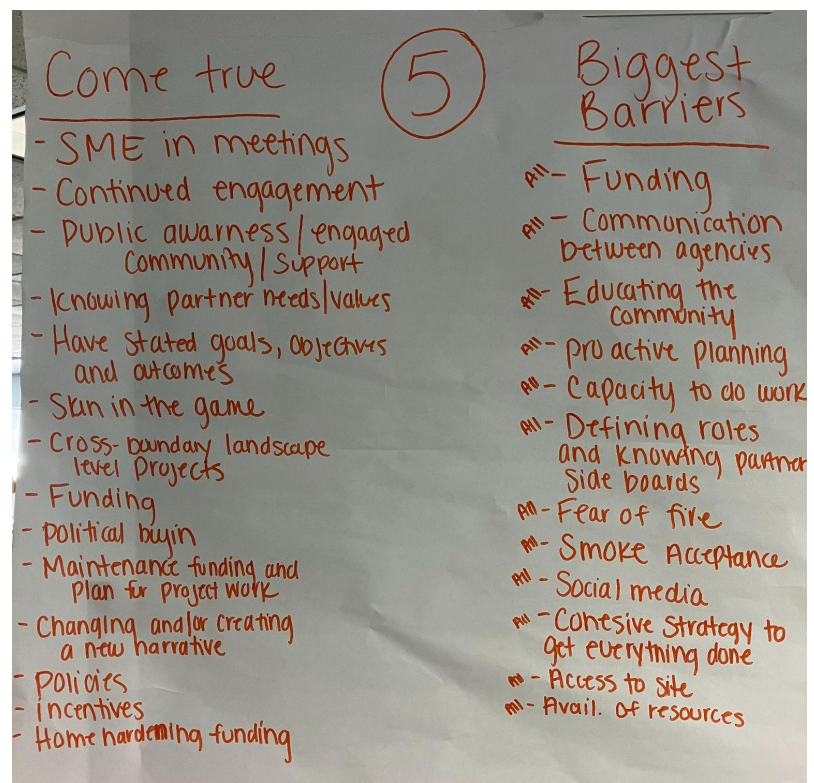 Come true
- SME in meetings
- Continued engagement
- Public awarness/engaged
community/support
- Knowing partner needs/values
- Have stated goals, objectives
and outcomes
- Skin in the game
- Cross-boundary landscape
level projects
- Funding
- Political buyin
- Maintenance funding and
plan for project work
- Changing and/or creating
a new narrative
- Policies
- incentives
- Home hardening funding
5
Biggest
Barriers
All - Funding
All - Communication
between agencies
All - Educating the
community
All - pro active planning
All - Capacity to do work
All - Defining roles
and knowing partner
side boards
All - Fear of fire
All - Smoke Acceptance
All - Social media
All - Cohesive strategy to
get everything done
All - Access to site
All - Avail. of resources